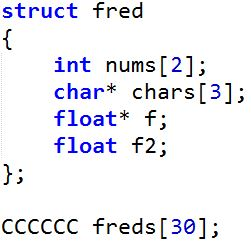 struct fred
{
    int nums[2];
    char* chars[3];
    float* f;
    float f2;
};

CCCCCC freds[30];